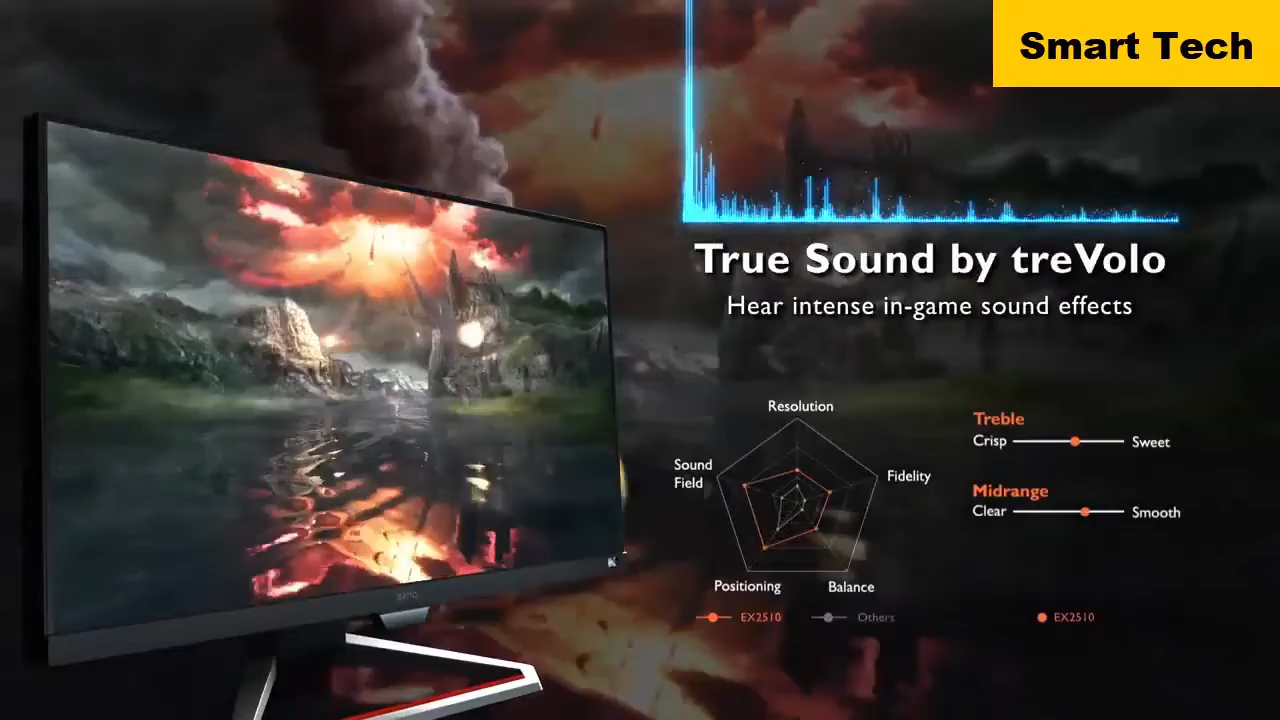 Smart Tech
True Sound by treVolo
Hear intense in-game sound effects
Resolution
Sound
Field
Fidelity
Positioning
Balance
EX2510
Others
Treble
Crisp
Sweet
Midrange
Clear
Smooth
EX2510
BenQ